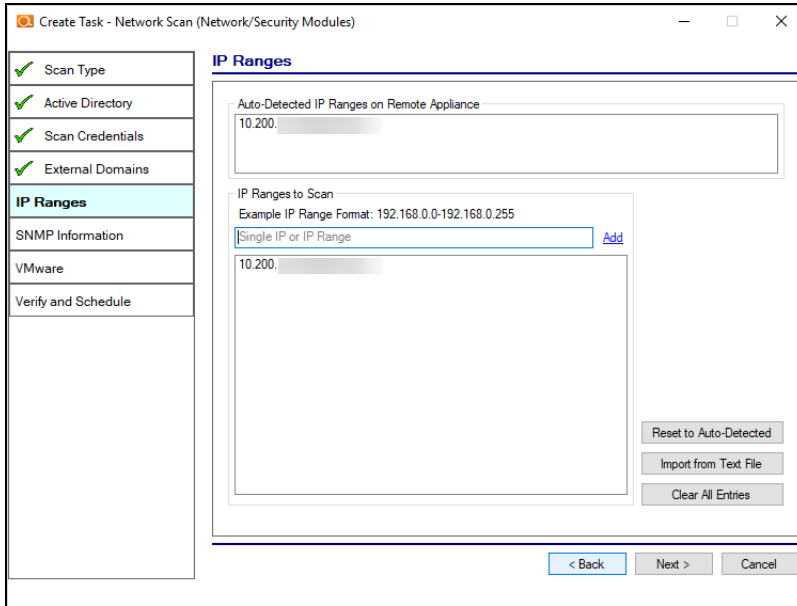 Create Task - Network Scan (Network/Security Modules)
Scan Type
Active Directory
Scan Credentials
External Domains
IP Ranges
SNMP Information
VMware
Verify and Schedule
IP Ranges
Auto-Detected IP Ranges on Remote Appliance
10.200.
IP Ranges to Scan
Example IP Range Format: 192.168.0.0-192.168.0.255
Single IP or IP Range
Add
10.200.
Reset to Auto-Detected
Import from Text File
Clear All Entries
< Back
Next >
Cancel